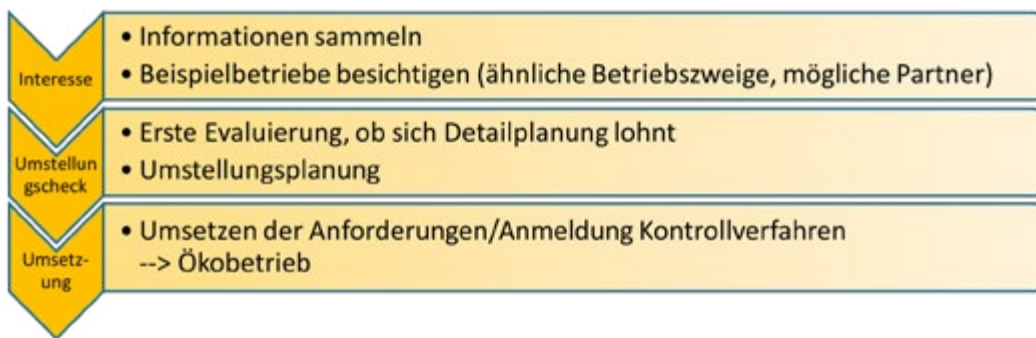 Interesse
• Informationen sammeln
• Beispielbetriebe besichtigen (ähnliche Betriebszweige, mögliche Partner)
Umstellun
gscheck
• Erste Evaluierung, ob sich Detailplanung lohnt
• Umstellungsplanung
Umsetz-
ung
• Umsetzen der Anforderungen/Anmeldung Kontrollverfahren
--> Ökobetrieb